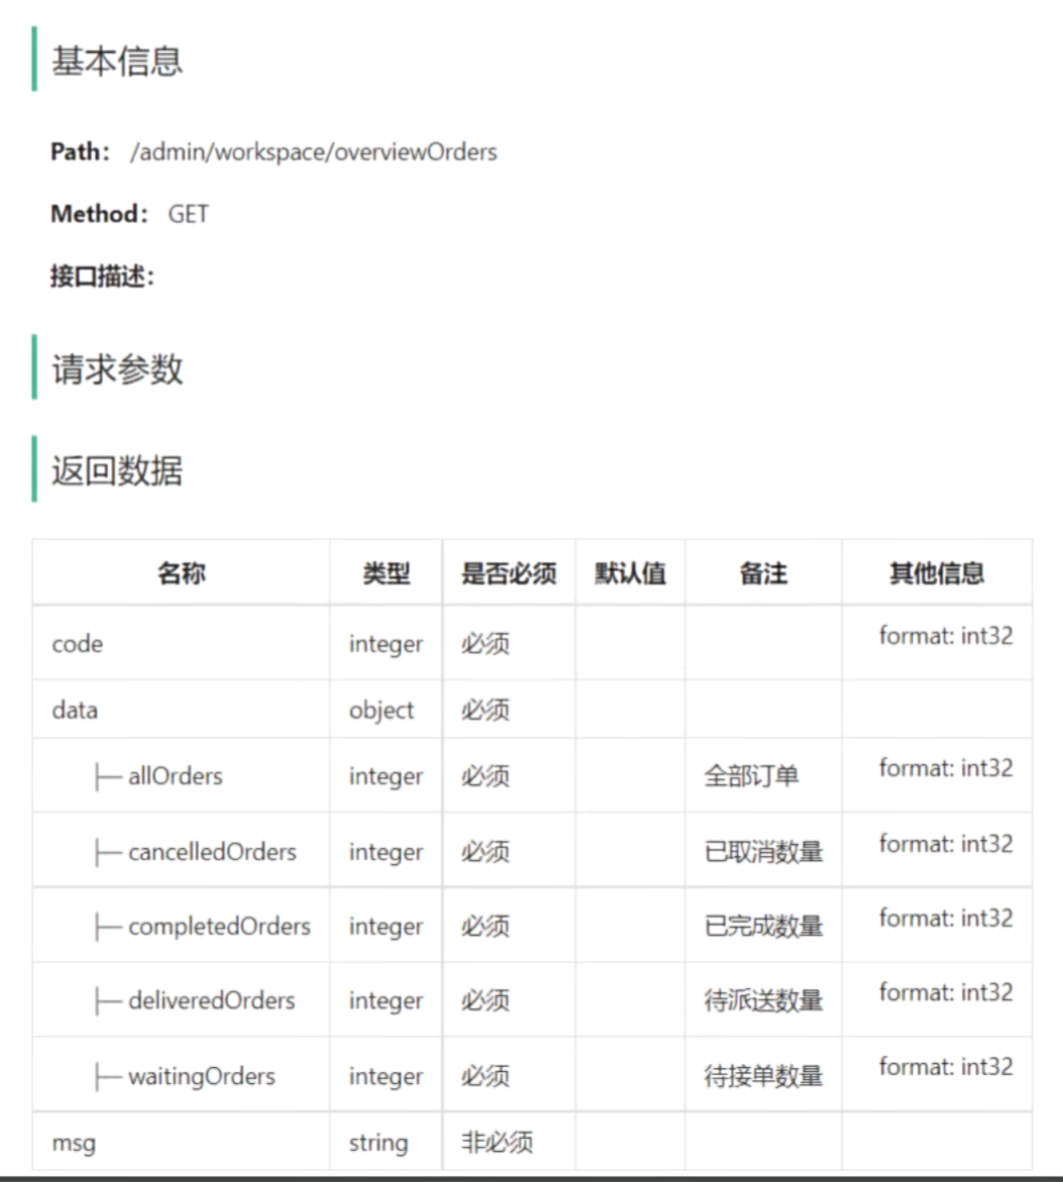 基本信息
Path： /admin/workspace/overviewOrders
Method： GET
接口描述：
请求参数
返回数据
名称 类型 是否必须 默认值 备注 其他信息
code integer 必须 format: int32
data object 必须
├─ allOrders integer 必须 全部订单 format: int32
├─ cancelledOrders integer 必须 已取消数量 format: int32
├─ completedOrders integer 必须 已完成数量 format: int32
├─ deliveredOrders integer 必须 待派送数量 format: int32
├─ waitingOrders integer 必须 待接单数量 format: int32
msg string 非必须